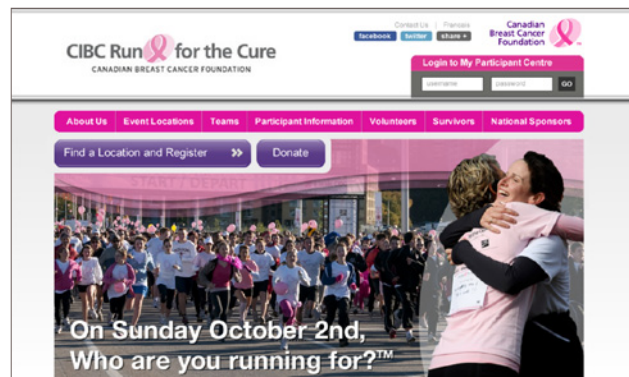 Contact Us | Français
facebook twitter share +
Canadian
Breast Cancer
Foundation
CIBC Run for the Cure
CANADIAN BREAST CANCER FOUNDATION
Login to My Participant Centre
username password GO
About Us Event Locations Teams Participant Information Volunteers Survivors National Sponsors
Find a Location and Register >> Donate
START / DEPART
On Sunday October 2nd,
Who are you running for?™